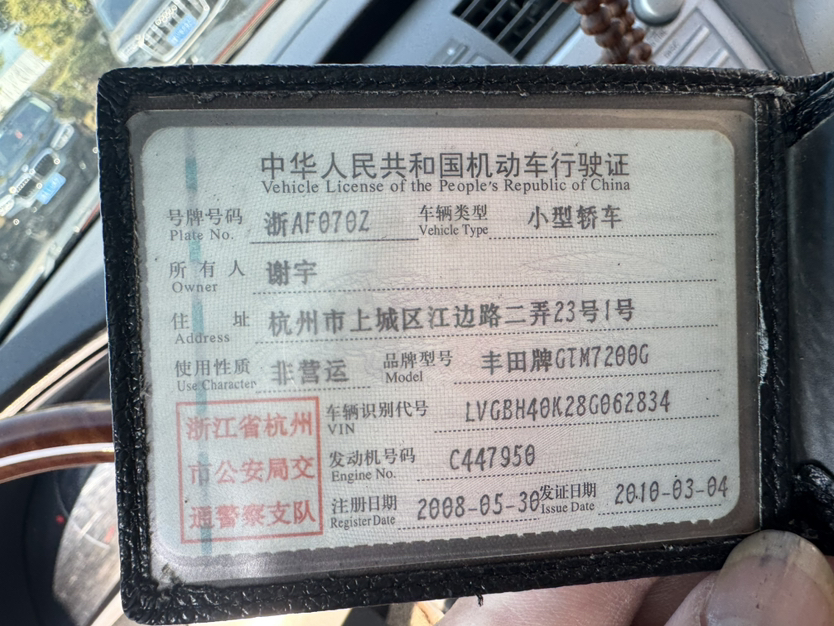 中华人民共和国机动车行驶证
Vehicle License of the People's Republic of China
号牌号码 浙AF070Z 车辆类型 小型轿车
Plate No. Vehicle Type
所有人 谢宇
Owner
住址 杭州市上城区江边路二弄23号1号
Address
使用性质 非营运 品牌型号 丰田牌GTM7200G
Use Character Model
车辆识别代号 LVGBH40K28G062834
VIN
发动机号码 C447950
Engine No.
注册日期 2008-05-30 发证日期 2010-03-04
Register Date Issue Date
浙江省杭州
市公安局交
通警察支队